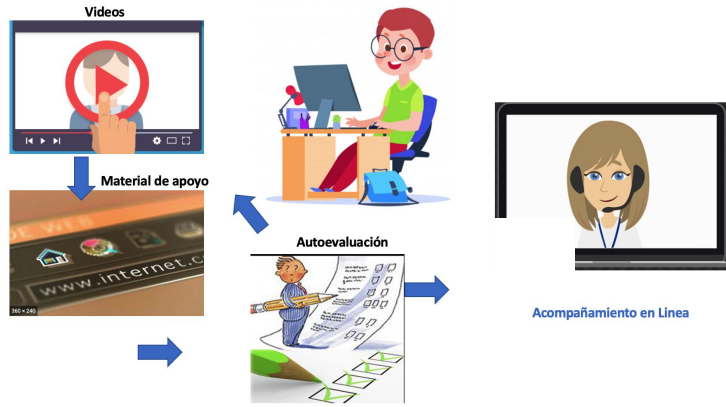 Videos
Material de apoyo
www.internet.c
360 × 240
Autoevaluación
Acompañamiento en Linea